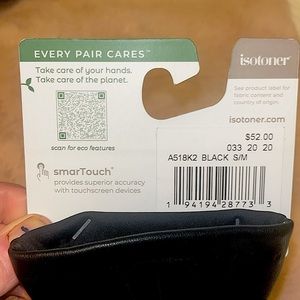 EVERY PAIR CARES™
Take care of your hands.
Take care of the planet.
scan for eco features
smarTouch®
provides superior accuracy
with touchscreen devices
isotoner®
See product label
for fabric content and
country of origin.
isotoner.com
$52.00
033 20 20
A518K2 BLACK S/M
1 94194 28773 3